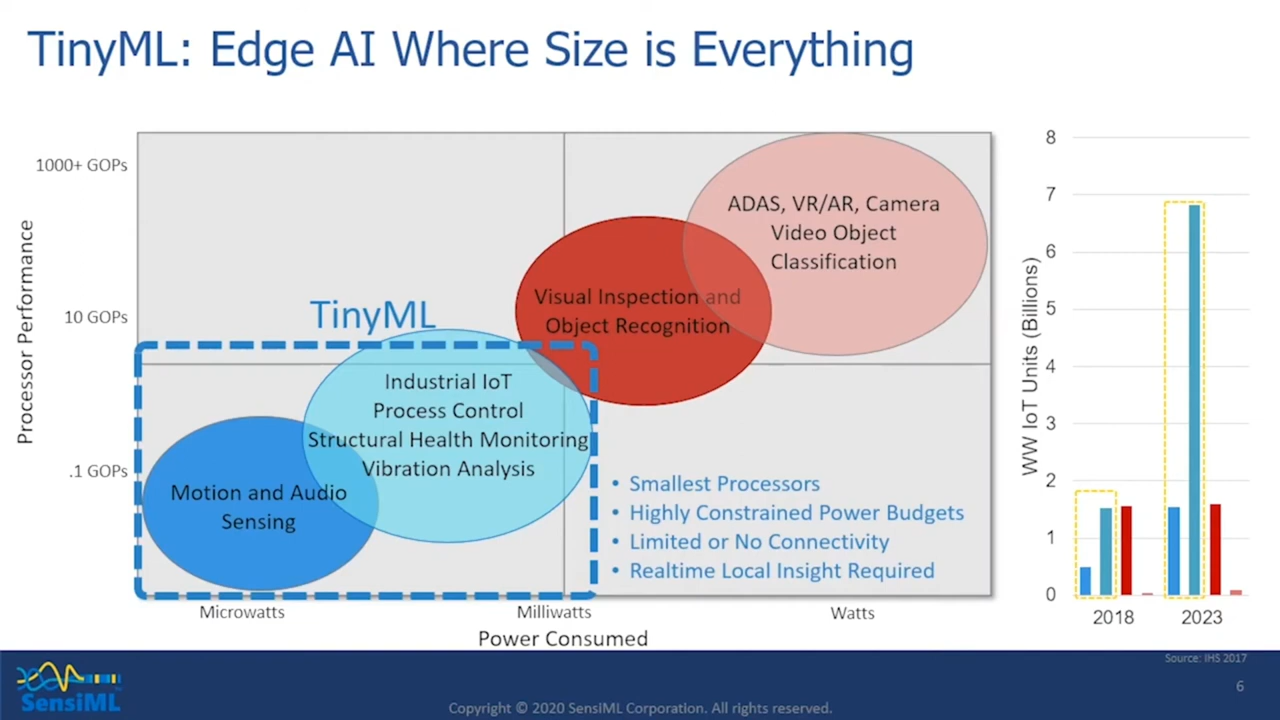 TinyML: Edge AI Where Size is Everything
Processor Performance
1000+ GOPs
10 GOPs
.1 GOPs
TinyML
ADAS, VR/AR, Camera
Video Object
Classification
Visual Inspection and
Object Recognition
Industrial IoT
Process Control
Structural Health Monitoring
Vibration Analysis
Motion and Audio
Sensing
• Smallest Processors
• Highly Constrained Power Budgets
• Limited or No Connectivity
• Realtime Local Insight Required
Microwatts
Milliwatts
Watts
Power Consumed
WW IoT Units (Billions)
8
7
6
5
4
3
2
1
0
2018
2023
Source: IHS 2017
SensiML
Copyright © 2020 SensiML Corporation. All rights reserved.
6